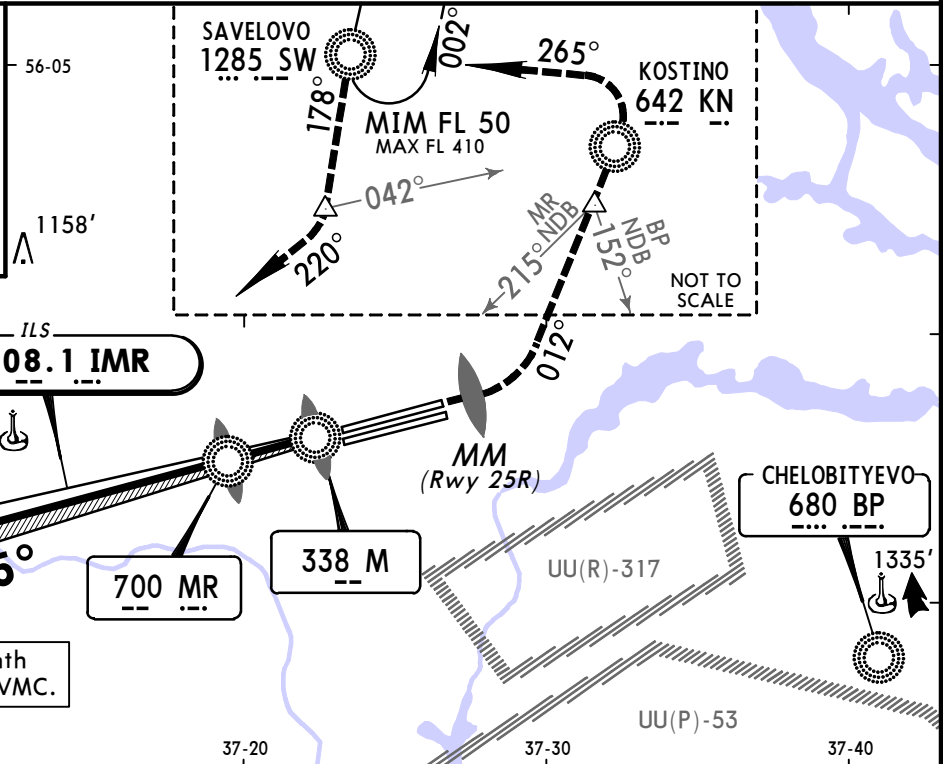 56-05
SAVELOVO
1285 SW
178°
002°
265°
KOSTINO
642 KN
MIM FL 50
MAX FL 410
042°
220°
1158'
MR
NDB
215°
BP
NDB
152°
NOT TO
SCALE
012°
ILS
08.1 IMR
MM
(Rwy 25R)
CHELOBITYEVO
680 BP
1335'
338 M
700 MR
UU(R)-317
UU(P)-53
VMC.
37-20
37-30
37-40